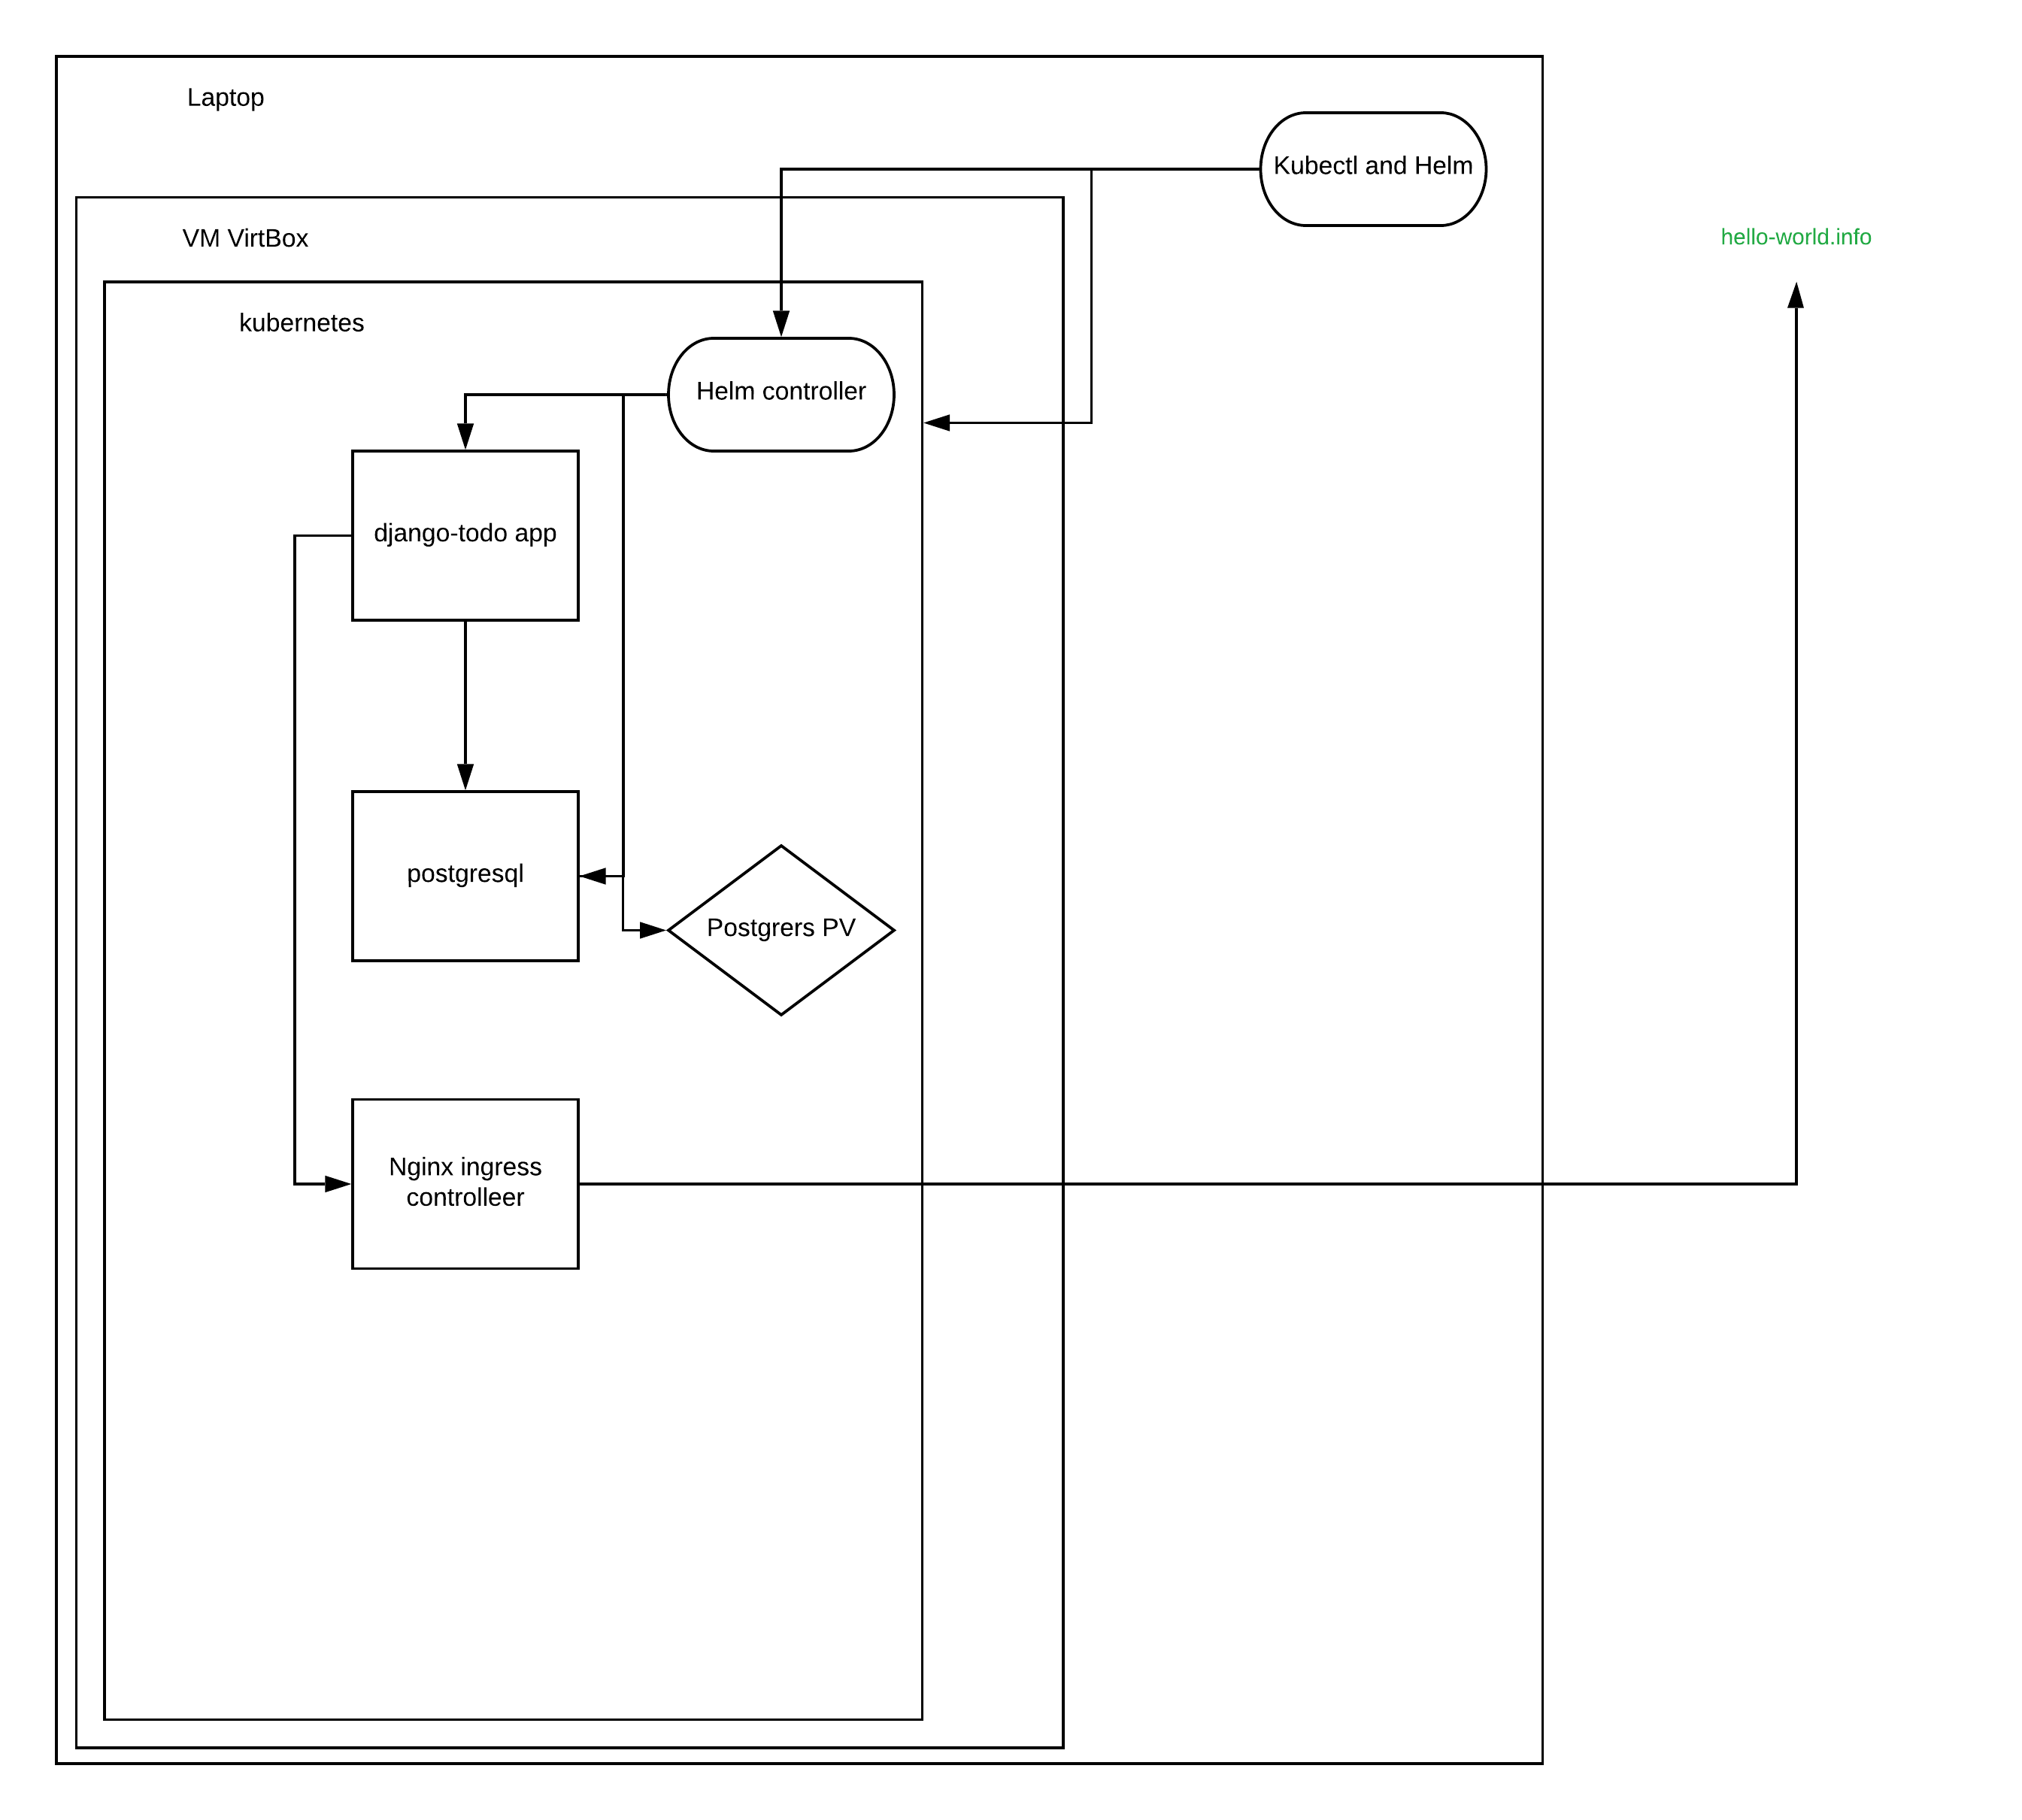 Laptop
Kubectl and Helm
VM VirtBox
hello-world.info
kubernetes
Helm controller
django-todo app
postgresql
Postgrers PV
Nginx ingress
controlleer